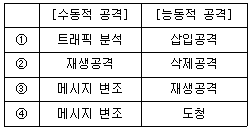 [수동적 공격] [능동적 공격]
① 트래픽 분석 삽입공격
② 재생공격 삭제공격
③ 메시지 변조 재생공격
④ 메시지 변조 도청